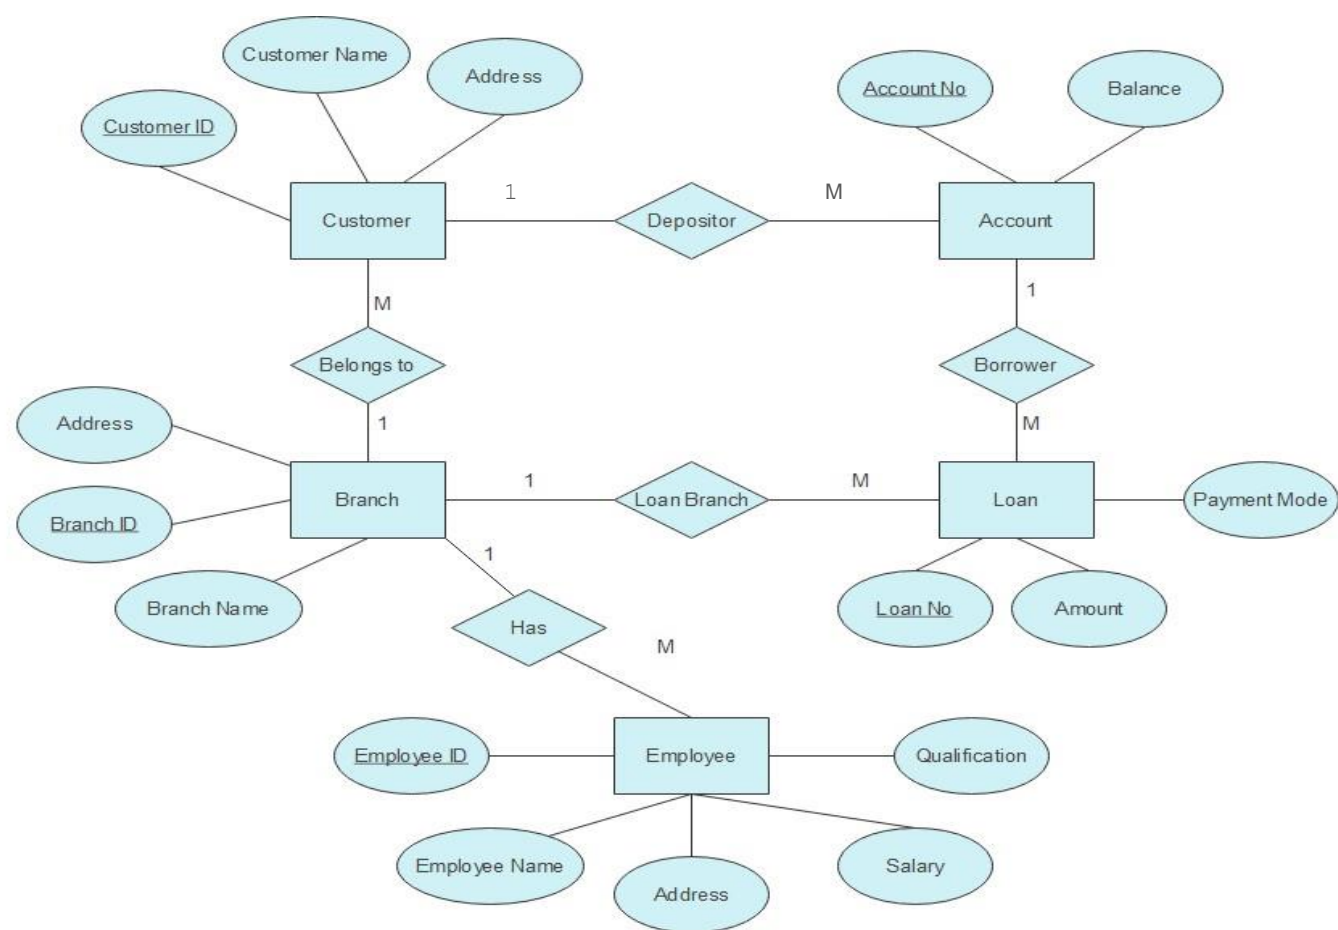 Customer Name
Address
Customer ID
Account No
Balance
Customer
1
Depositor
M
Account
M
1
Belongs to
Borrower
Address
1
M
Branch
1
Loan Branch
M
Loan
Payment Mode
Branch ID
1
Branch Name
Loan No
Amount
Has
M
Employee ID
Employee
Qualification
Employee Name
Address
Salary